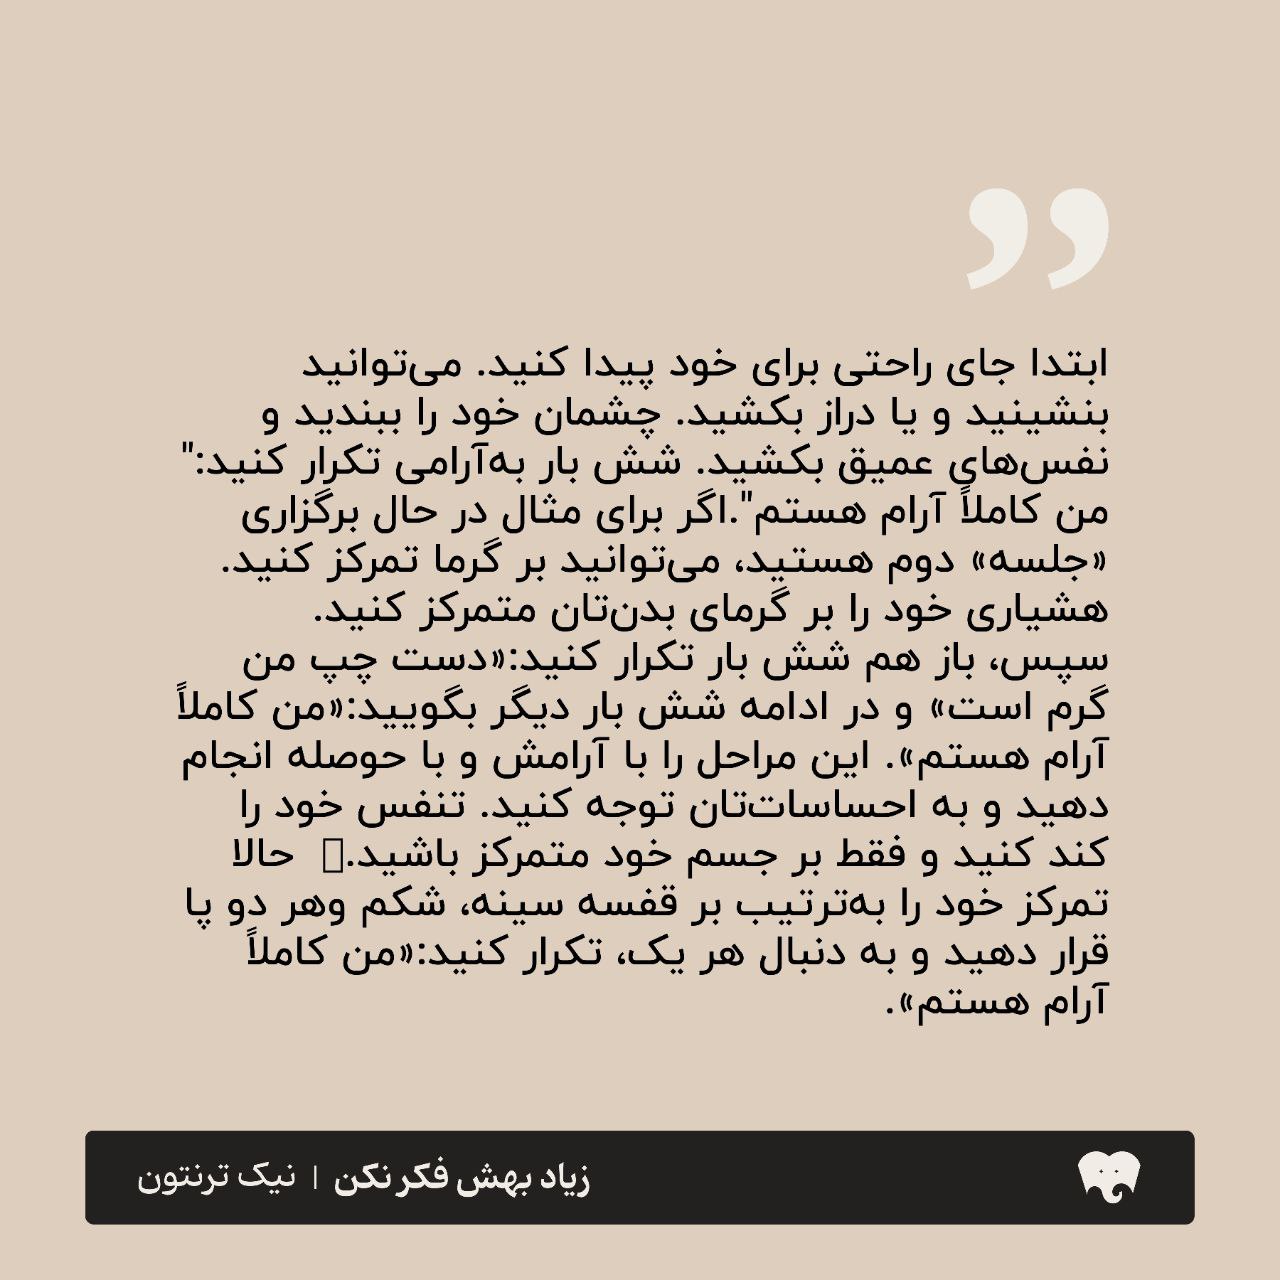 ”
ابتدا جای راحتی برای خود پیدا کنید. می‌توانید
بنشینید و یا دراز بکشید. چشمان خود را ببندید و
نفس‌های عمیق بکشید. شش بار به‌آرامی تکرار کنید:"
من کاملاً آرام هستم".اگر برای مثال در حال برگزاری
«جلسه» دوم هستید، می‌توانید بر گرما تمرکز کنید.
هشیاری خود را بر گرمای بدن‌تان متمرکز کنید.
سپس، باز هم شش بار تکرار کنید:«دست چپ من
گرم است» و در ادامه شش بار دیگر بگویید:«من کاملاً
آرام هستم». این مراحل را با آرامش و با حوصله انجام
دهید و به احساسات‌تان توجه کنید. تنفس خود را
کند کنید و فقط بر جسم خود متمرکز باشید. حالا
تمرکز خود را به‌ترتیب بر قفسه سینه، شکم وهر دو پا
قرار دهید و به دنبال هر یک، تکرار کنید:«من کاملاً
آرام هستم».
زیاد بهش فکر نکن | نیک ترنتون